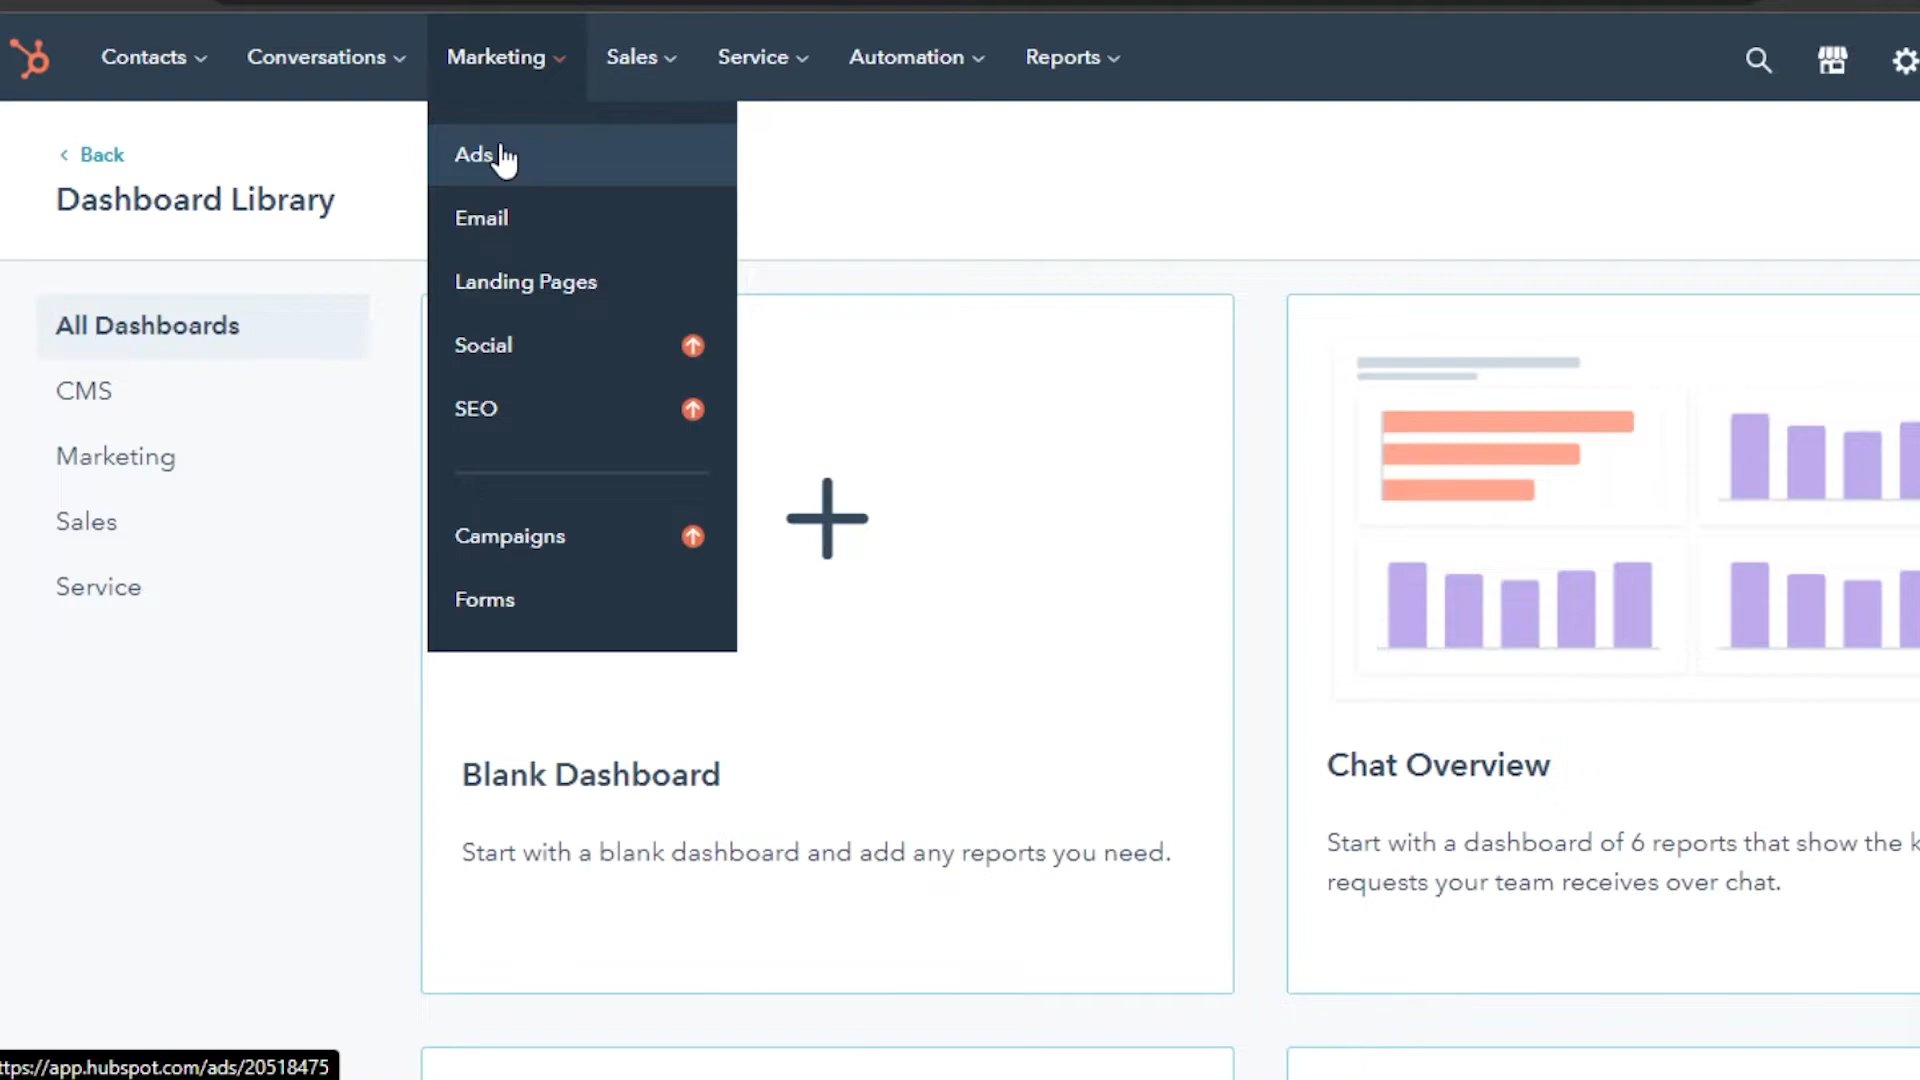 Contacts
Conversations
Marketing
Sales
Service
Automation
Reports
Back
Dashboard Library
Ads
Email
Landing Pages
Social
SEO
Campaigns
Forms
All Dashboards
CMS
Marketing
Sales
Service
Blank Dashboard
Start with a blank dashboard and add any reports you need.
Chat Overview
Start with a dashboard of 6 reports that show the
requests your team receives over chat.
ttps://app.hubspot.com/ads/20518475